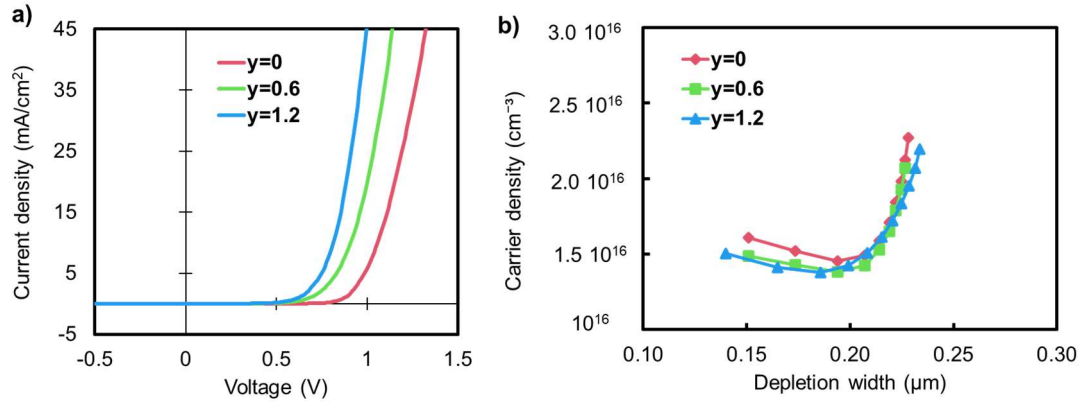 a)
45
35
25
15
5
-5
-0.5
0
0.5
1
1.5
Current density (mA/cm²)
Voltage (V)
y=0
y=0.6
y=1.2
b)
3.0 10¹⁶
2.5 10¹⁶
2.0 10¹⁶
1.5 10¹⁶
10¹⁶
0.10
0.15
0.20
0.25
0.30
Carrier density (cm⁻³)
Depletion width (μm)
y=0
y=0.6
y=1.2